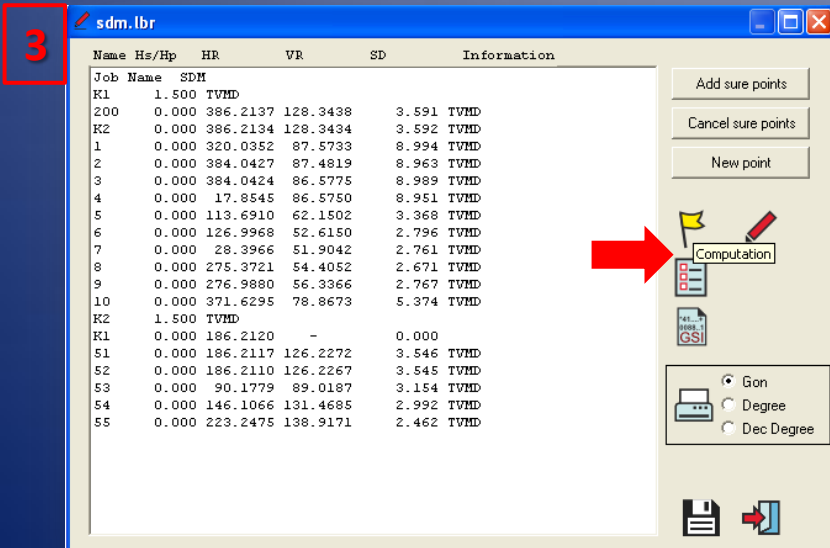 3
sdm.lbr
Name Hs/Hp HR VR SD Information
Job Name SDM
K1 1.500 TVMD
200 0.000 386.2137 128.3438 3.591 TVMD
K2 0.000 386.2134 128.3434 3.592 TVMD
1 0.000 320.0352 87.5733 8.994 TVMD
2 0.000 384.0427 87.4819 8.963 TVMD
3 0.000 384.0424 86.5775 8.989 TVMD
4 0.000 17.8545 86.5750 8.951 TVMD
5 0.000 113.6910 62.1502 3.368 TVMD
6 0.000 126.9968 52.6150 2.796 TVMD
7 0.000 28.3966 51.9042 2.761 TVMD
8 0.000 275.3721 54.4052 2.671 TVMD
9 0.000 276.9880 56.3366 2.767 TVMD
10 0.000 371.6295 78.8673 5.374 TVMD
K2 1.500 TVMD
K1 0.000 186.2120 - 0.000
51 0.000 186.2117 126.2272 3.546 TVMD
52 0.000 186.2110 126.2267 3.545 TVMD
53 0.000 90.1779 89.0187 3.154 TVMD
54 0.000 146.1066 131.4685 2.992 TVMD
55 0.000 223.2475 138.9171 2.462 TVMD
Add sure points
Cancel sure points
New point
Computation
GSI
Gon
Degree
Dec Degree